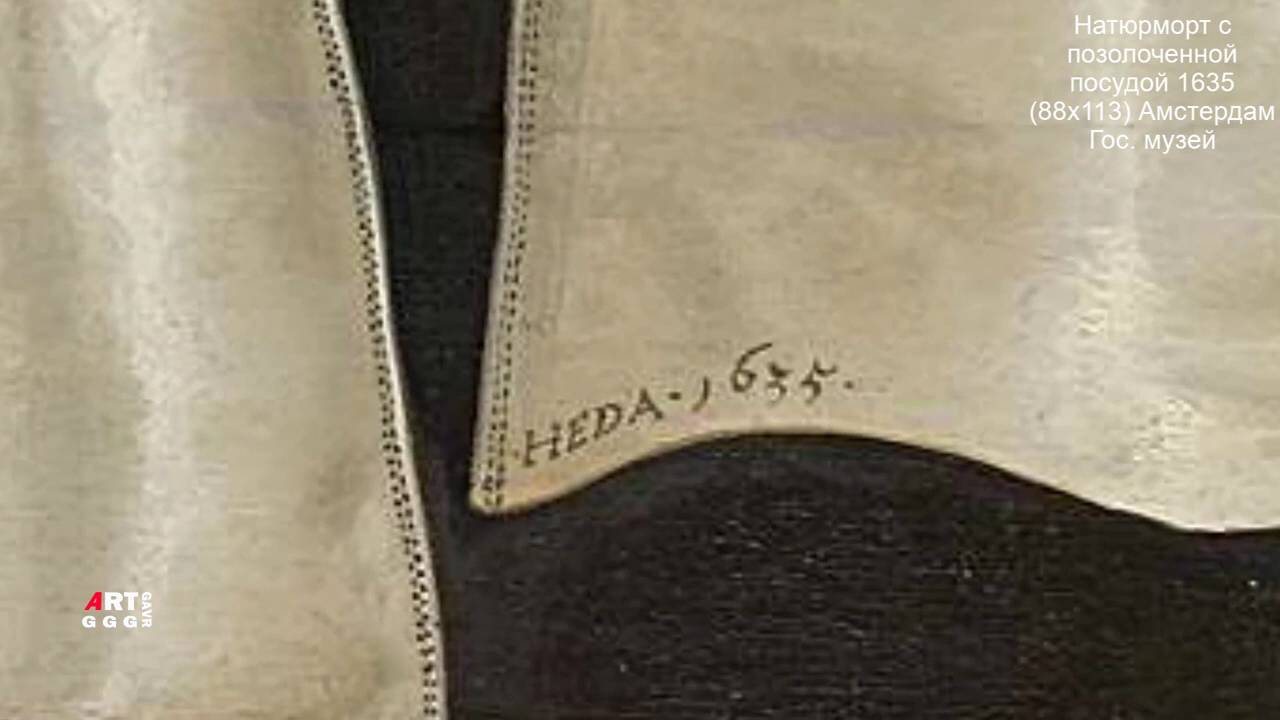 Натюрморт с
позолоченной
посудой 1635
(88x113) Амстердам
Гос. музей
HEDA · 1635.
ART GAVR
GGG